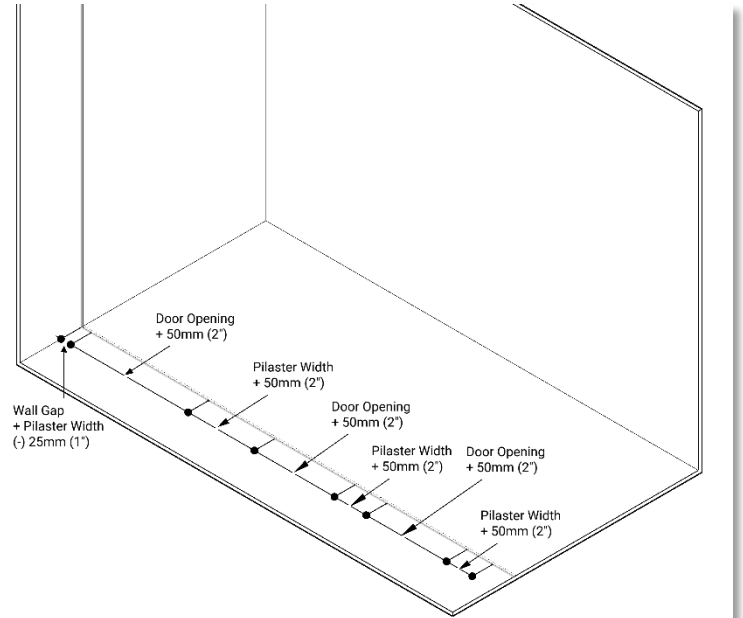 Door Opening
+ 50mm (2")
Pilaster Width
+ 50mm (2")
Door Opening
+ 50mm (2")
Wall Gap
+ Pilaster Width
(-) 25mm (1")
Pilaster Width
+ 50mm (2")
Door Opening
+ 50mm (2")
Pilaster Width
+ 50mm (2")